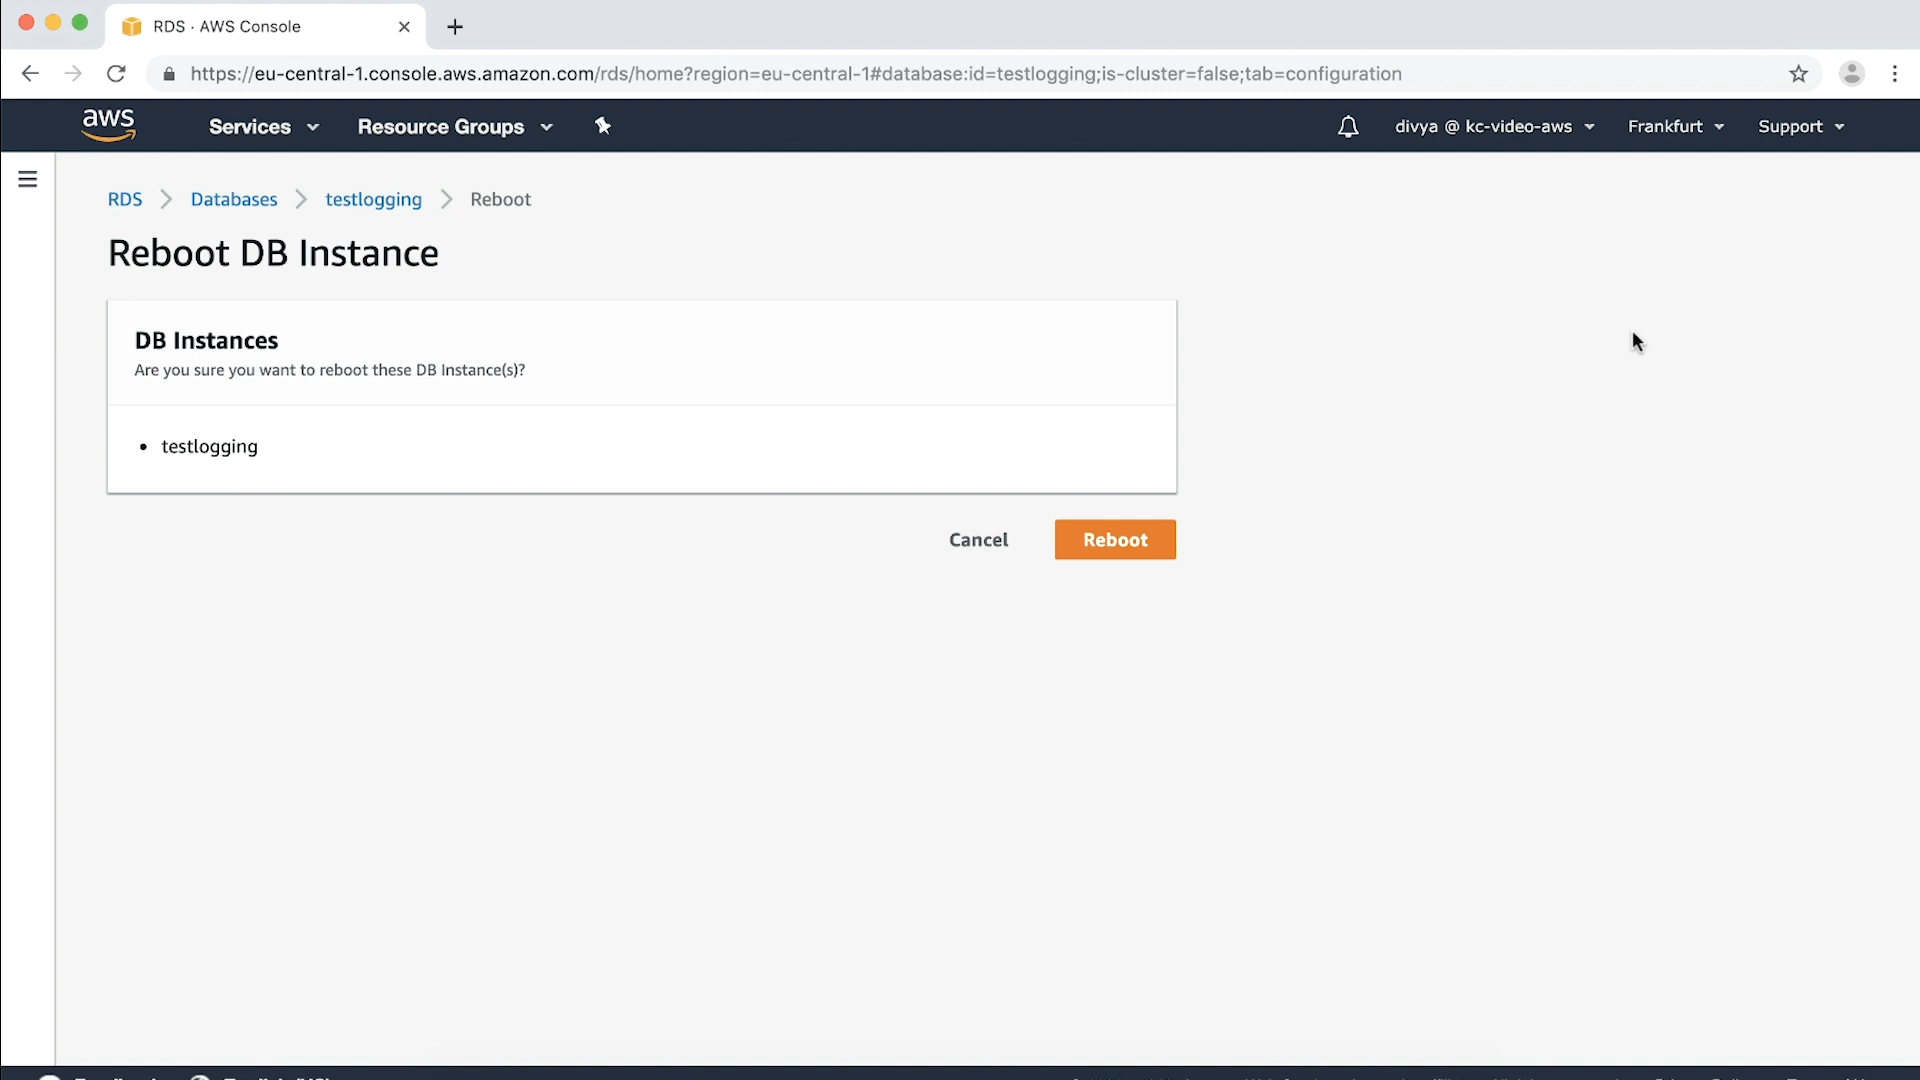 RDS · AWS Console
https://eu-central-1.console.aws.amazon.com/rds/home?region=eu-central-1#database:id=testlogging;is-cluster=false;tab=configuration
aws Services Resource Groups divya @ kc-video-aws Frankfurt Support
RDS Databases testlogging Reboot
Reboot DB Instance
DB Instances
Are you sure you want to reboot these DB Instance(s)?
• testlogging
Cancel Reboot